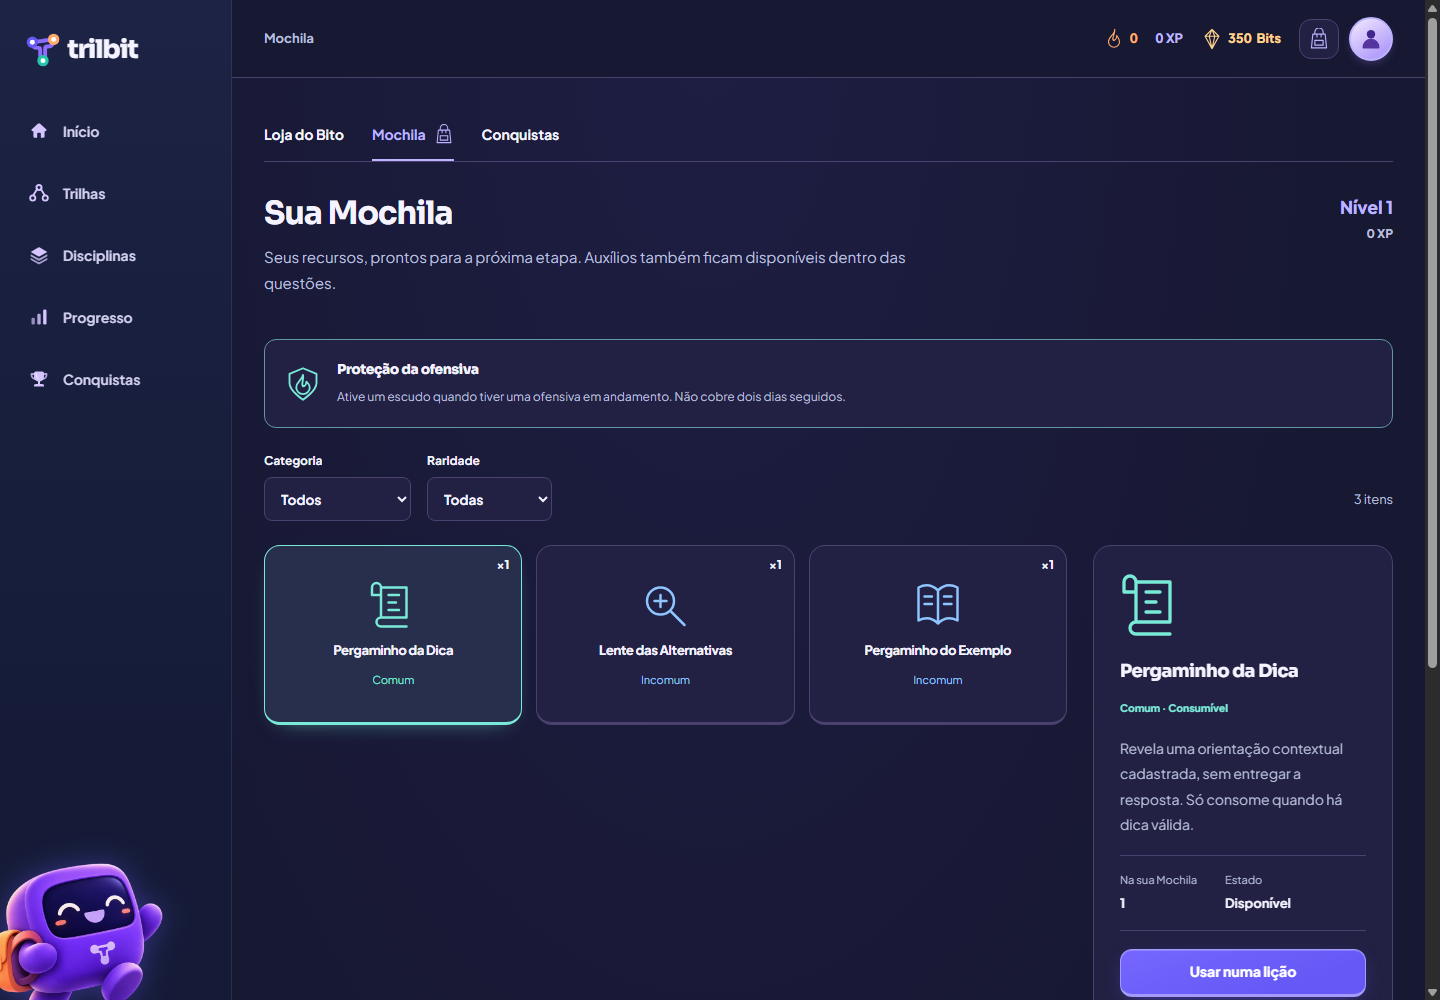 trilbit
Mochila
0
0 XP
350 Bits
Início
Trilhas
Disciplinas
Progresso
Conquistas
Loja do Bito
Mochila
Conquistas
Sua Mochila
Nível 1
0 XP
Seus recursos, prontos para a próxima etapa. Auxílios também ficam disponíveis dentro das
questões.
Proteção da ofensiva
Ative um escudo quando tiver uma ofensiva em andamento. Não cobre dois dias seguidos.
Categoria
Raridade
Todos
Todas
3 itens
×1
Pergaminho da Dica
Comum
×1
Lente das Alternativas
Incomum
×1
Pergaminho do Exemplo
Incomum
Pergaminho da Dica
Comum · Consumível
Revela uma orientação contextual
cadastrada, sem entregar a
resposta. Só consome quando há
dica válida.
Na sua Mochila
Estado
1
Disponível
Usar numa lição